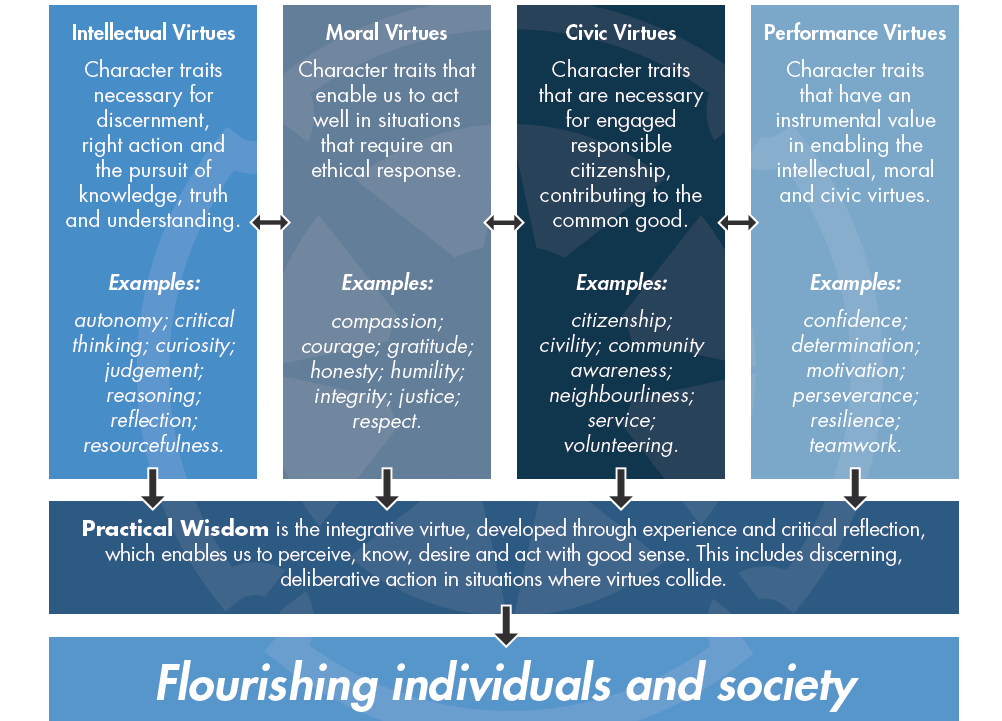 Intellectual Virtues
Character traits
necessary for
discernment,
right action and
the pursuit of
knowledge, truth
and understanding.
Examples:
autonomy; critical
thinking; curiosity;
judgement;
reasoning;
reflection;
resourcefulness.
Moral Virtues
Character traits that
enable us to act
well in situations
that require an
ethical response.
Examples:
compassion;
courage; gratitude;
honesty; humility;
integrity; justice;
respect.
Civic Virtues
Character traits
that are necessary
for engaged
responsible
citizenship,
contributing to the
common good.
Examples:
citizenship;
civility; community
awareness;
neighbourliness;
service;
volunteering.
Performance Virtues
Character traits
that have an
instrumental value
in enabling the
intellectual, moral
and civic virtues.
Examples:
confidence;
determination;
motivation;
perseverance;
resilience;
teamwork.
Practical Wisdom is the integrative virtue, developed through experience and critical reflection,
which enables us to perceive, know, desire and act with good sense. This includes discerning,
deliberative action in situations where virtues collide.
Flourishing individuals and society